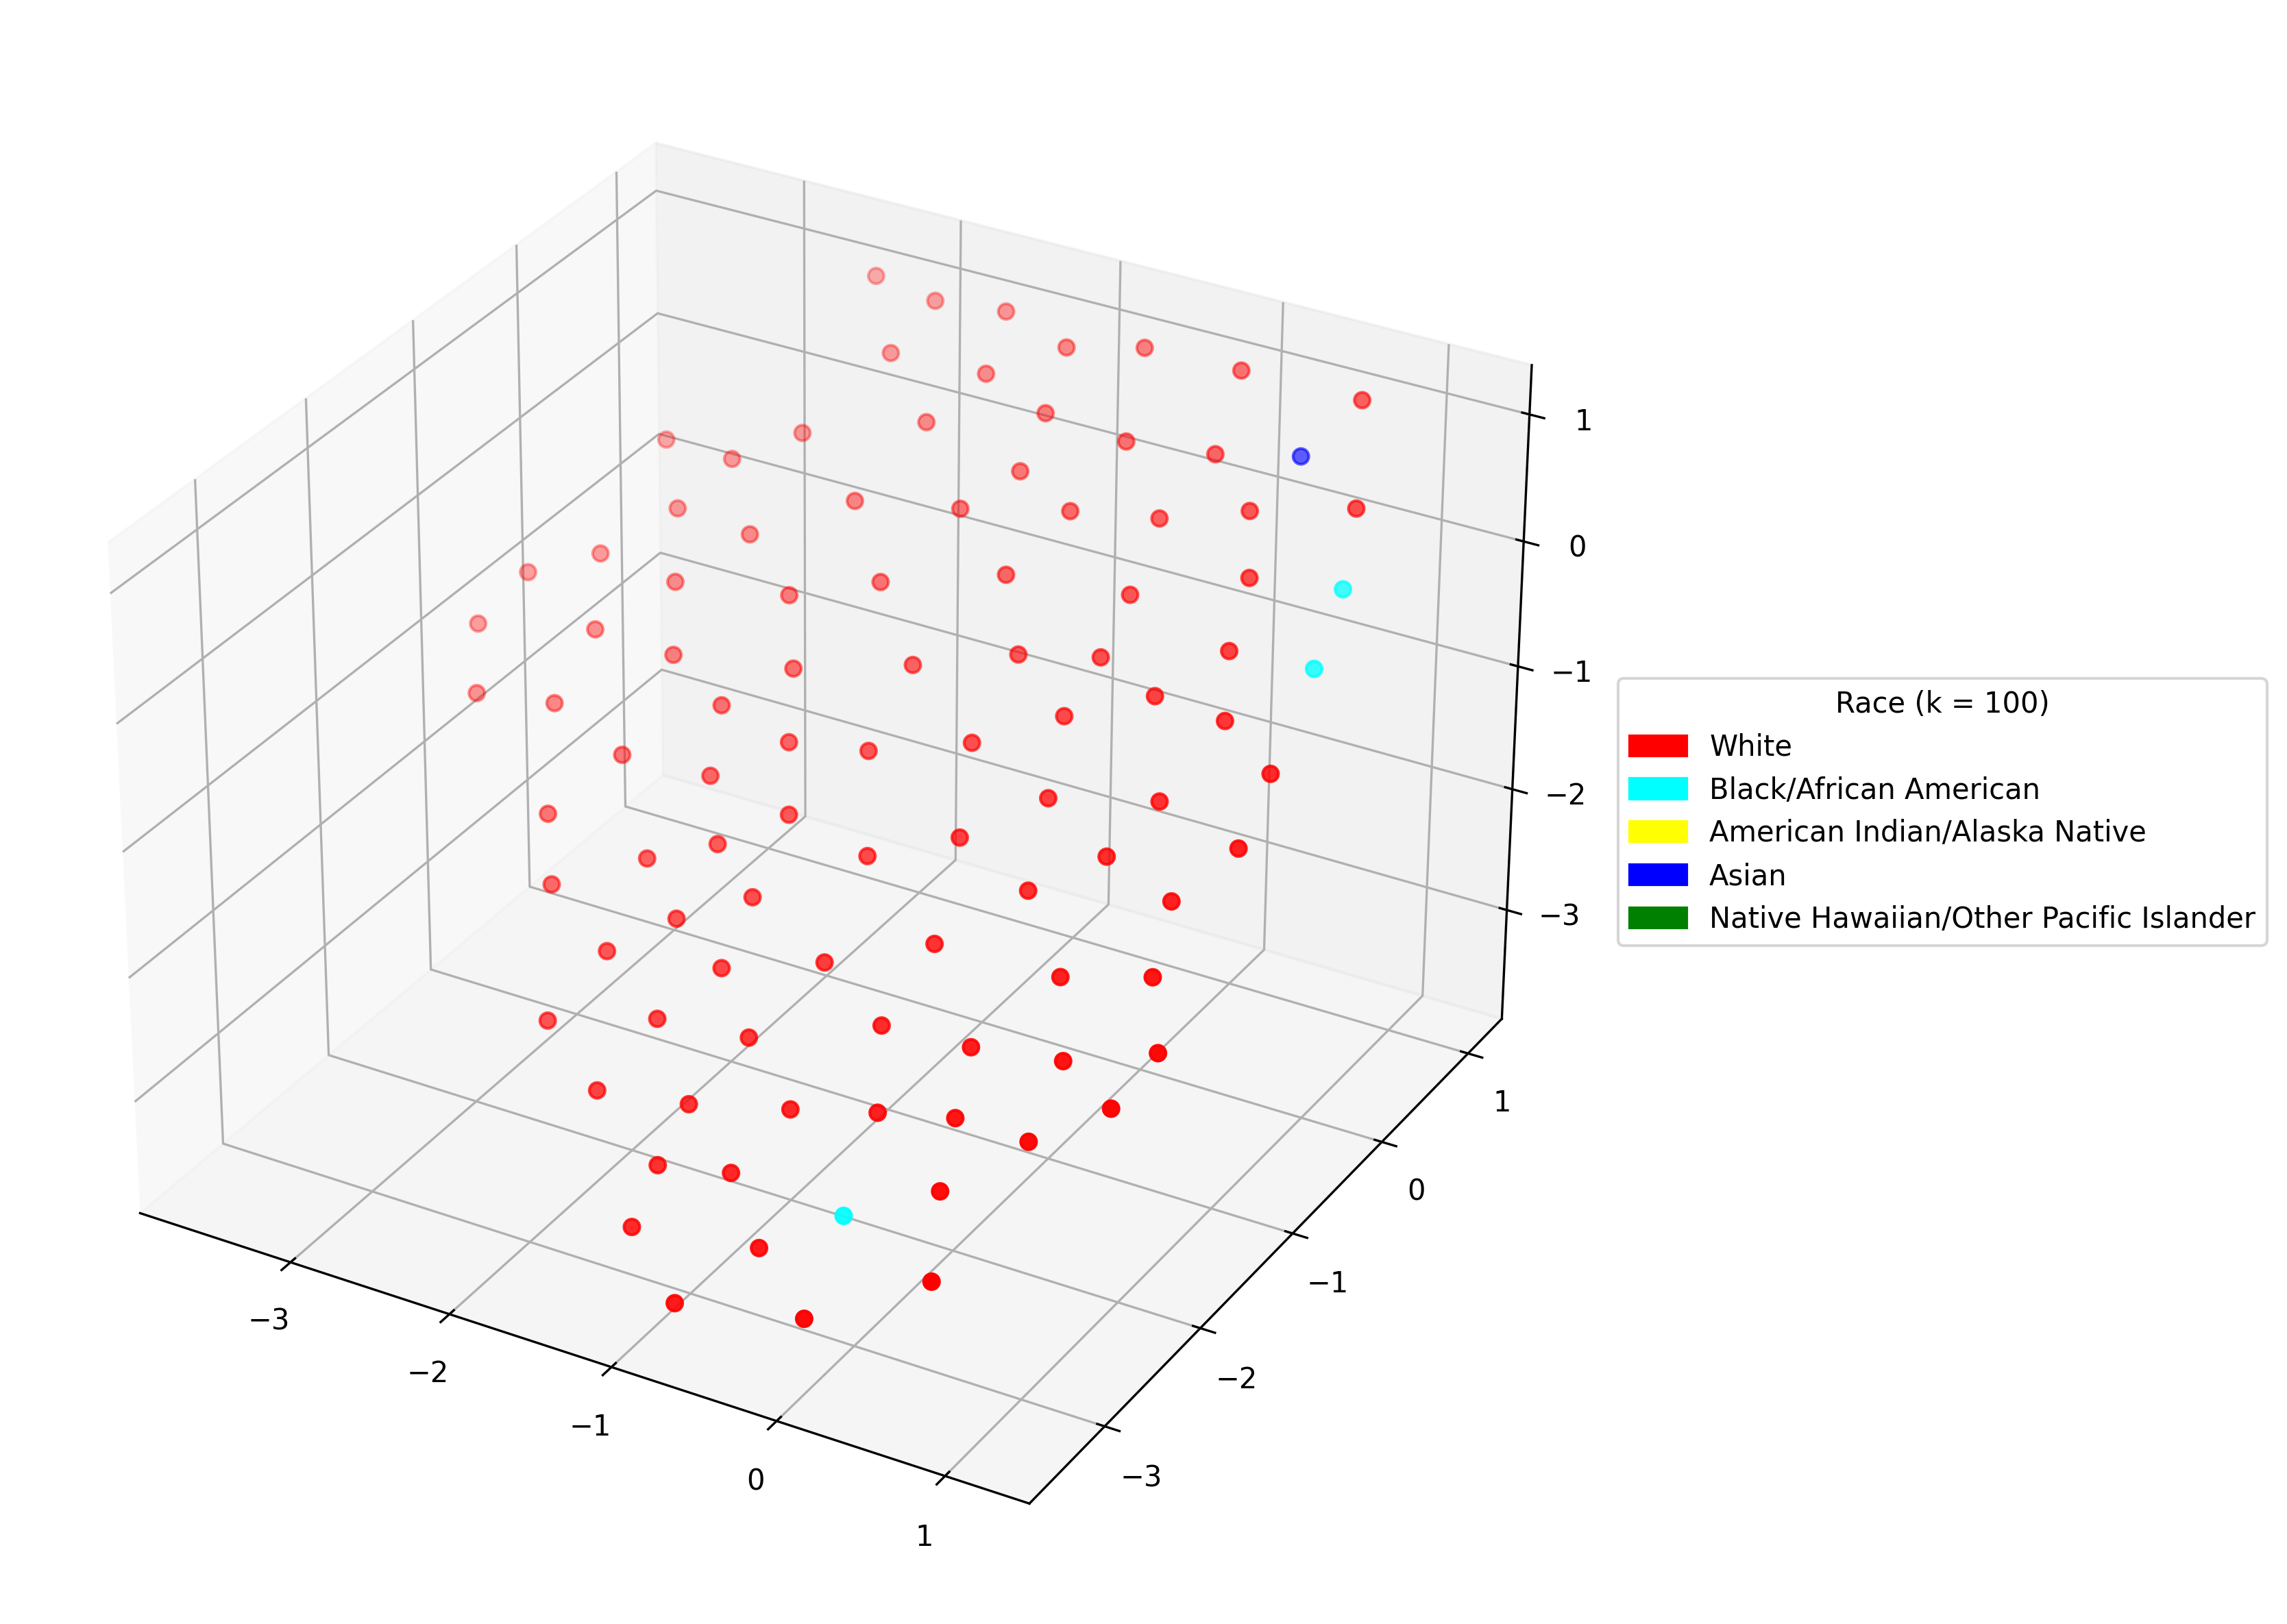 1
0
−1
−2
−3
Race (k = 100)
White
Black/African American
American Indian/Alaska Native
Asian
Native Hawaiian/Other Pacific Islander
1
0
−1
−2
−3
−3
−2
−1
0
1